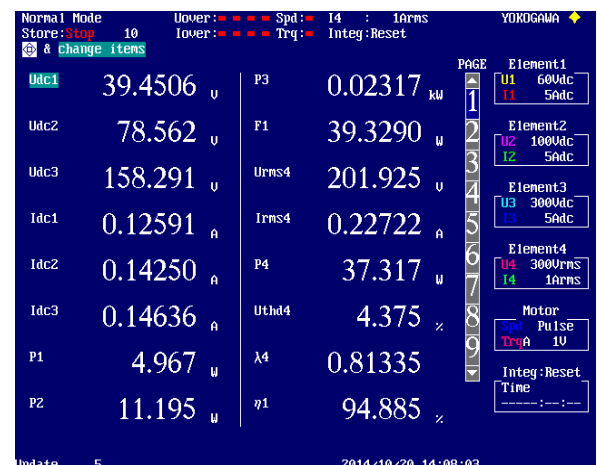 Normal Mode Uover: Spd: I4 : 1Arms YOKOGAWA
Store:Stop 10 Iover: Trq: Integ:Reset
& change items
PAGE
Udc1 39.4506 V
Udc2 78.562 V
Udc3 158.291 V
Idc1 0.12591 A
Idc2 0.14250 A
Idc3 0.14636 A
P1 4.967 W
P2 11.195 W
P3 0.02317 kW
F1 39.3290 W
Urms4 201.925 V
Irms4 0.22722 A
P4 37.317 W
Uthd4 4.375 %
λ4 0.81335
η1 94.885 %
1
2
3
4
5
6
7
8
9
Element1
U1 60Vdc
I1 5Adc
Element2
U2 100Vdc
I2 5Adc
Element3
U3 300Vdc
I3 5Adc
Element4
U4 300Vrms
I4 1Arms
Motor
Spd Pulse
TrqA 1V
Integ:Reset
Time
-----:--:--
Update 5 2014/10/20 14:08:03